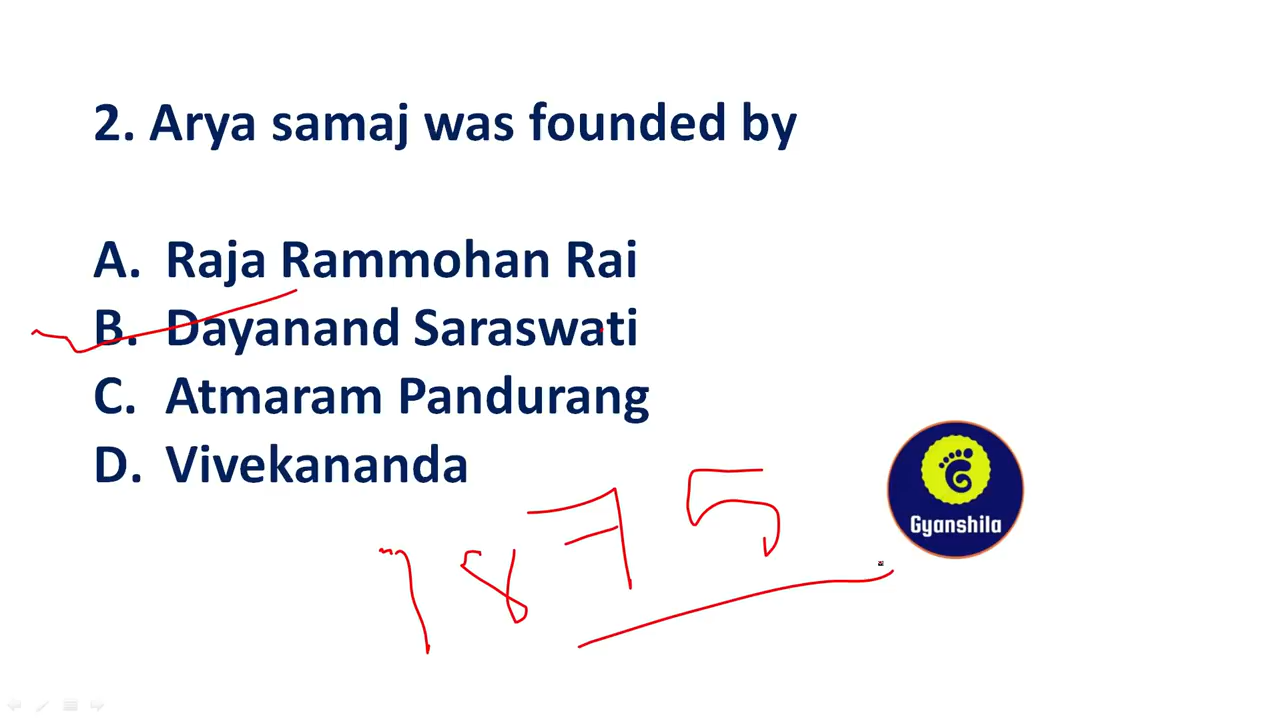 2. Arya samaj was founded by
A. Raja Rammohan Rai
B. Dayanand Saraswati
C. Atmaram Pandurang
D. Vivekananda
1875
Gyanshila